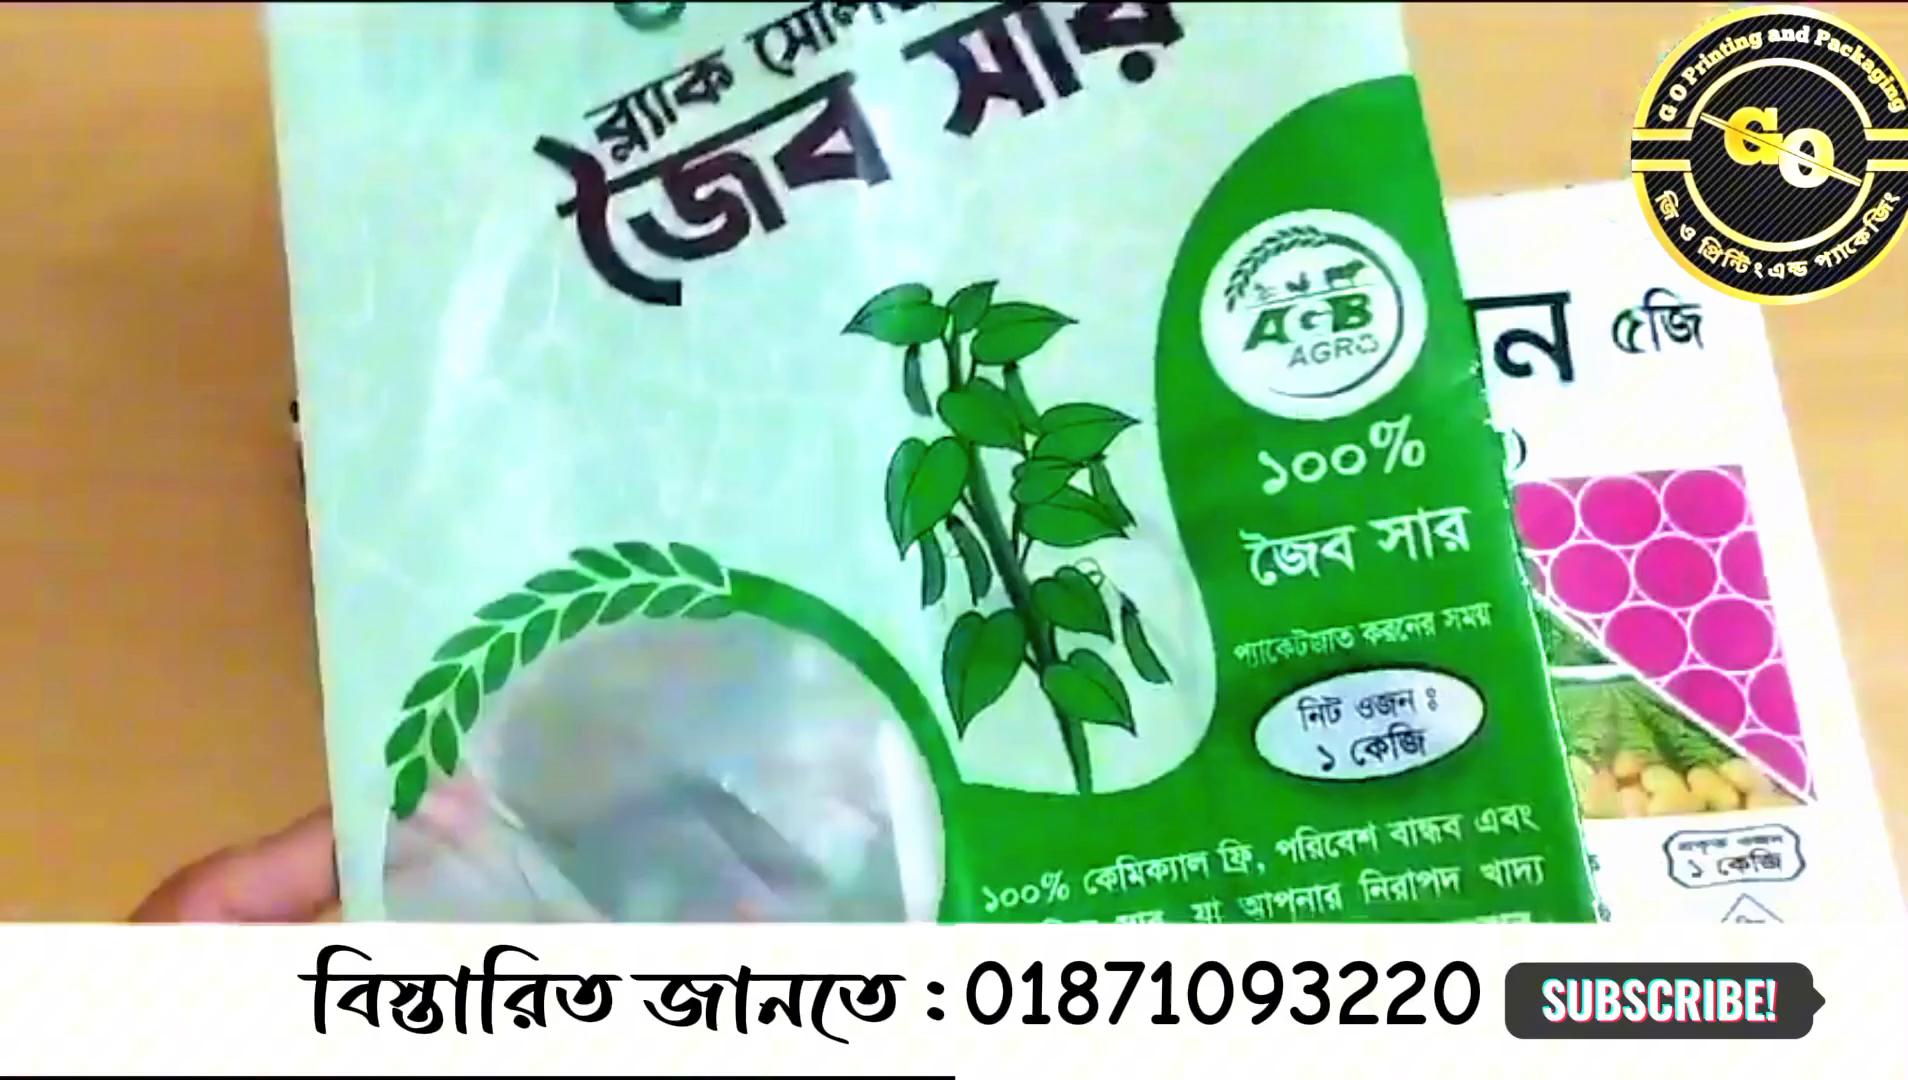 ব্ল্যাক
জৈব সার
G O Printing and Packaging
GO
জি ও প্রিন্টিং এন্ড প্যাকেজিং
AGB
AGRO
ন ৫জি
১০০%
জৈব সার
প্যাকেটজাত করনের সময়
নিট ওজন :
১ কেজি
১ কেজি
১০০% কেমিক্যাল ফ্রি, পরিবেশ বান্ধব এবং
যা আপনার নিরাপদ খাদ্য
বিস্তারিত জানতে : 01871093220
SUBSCRIBE!